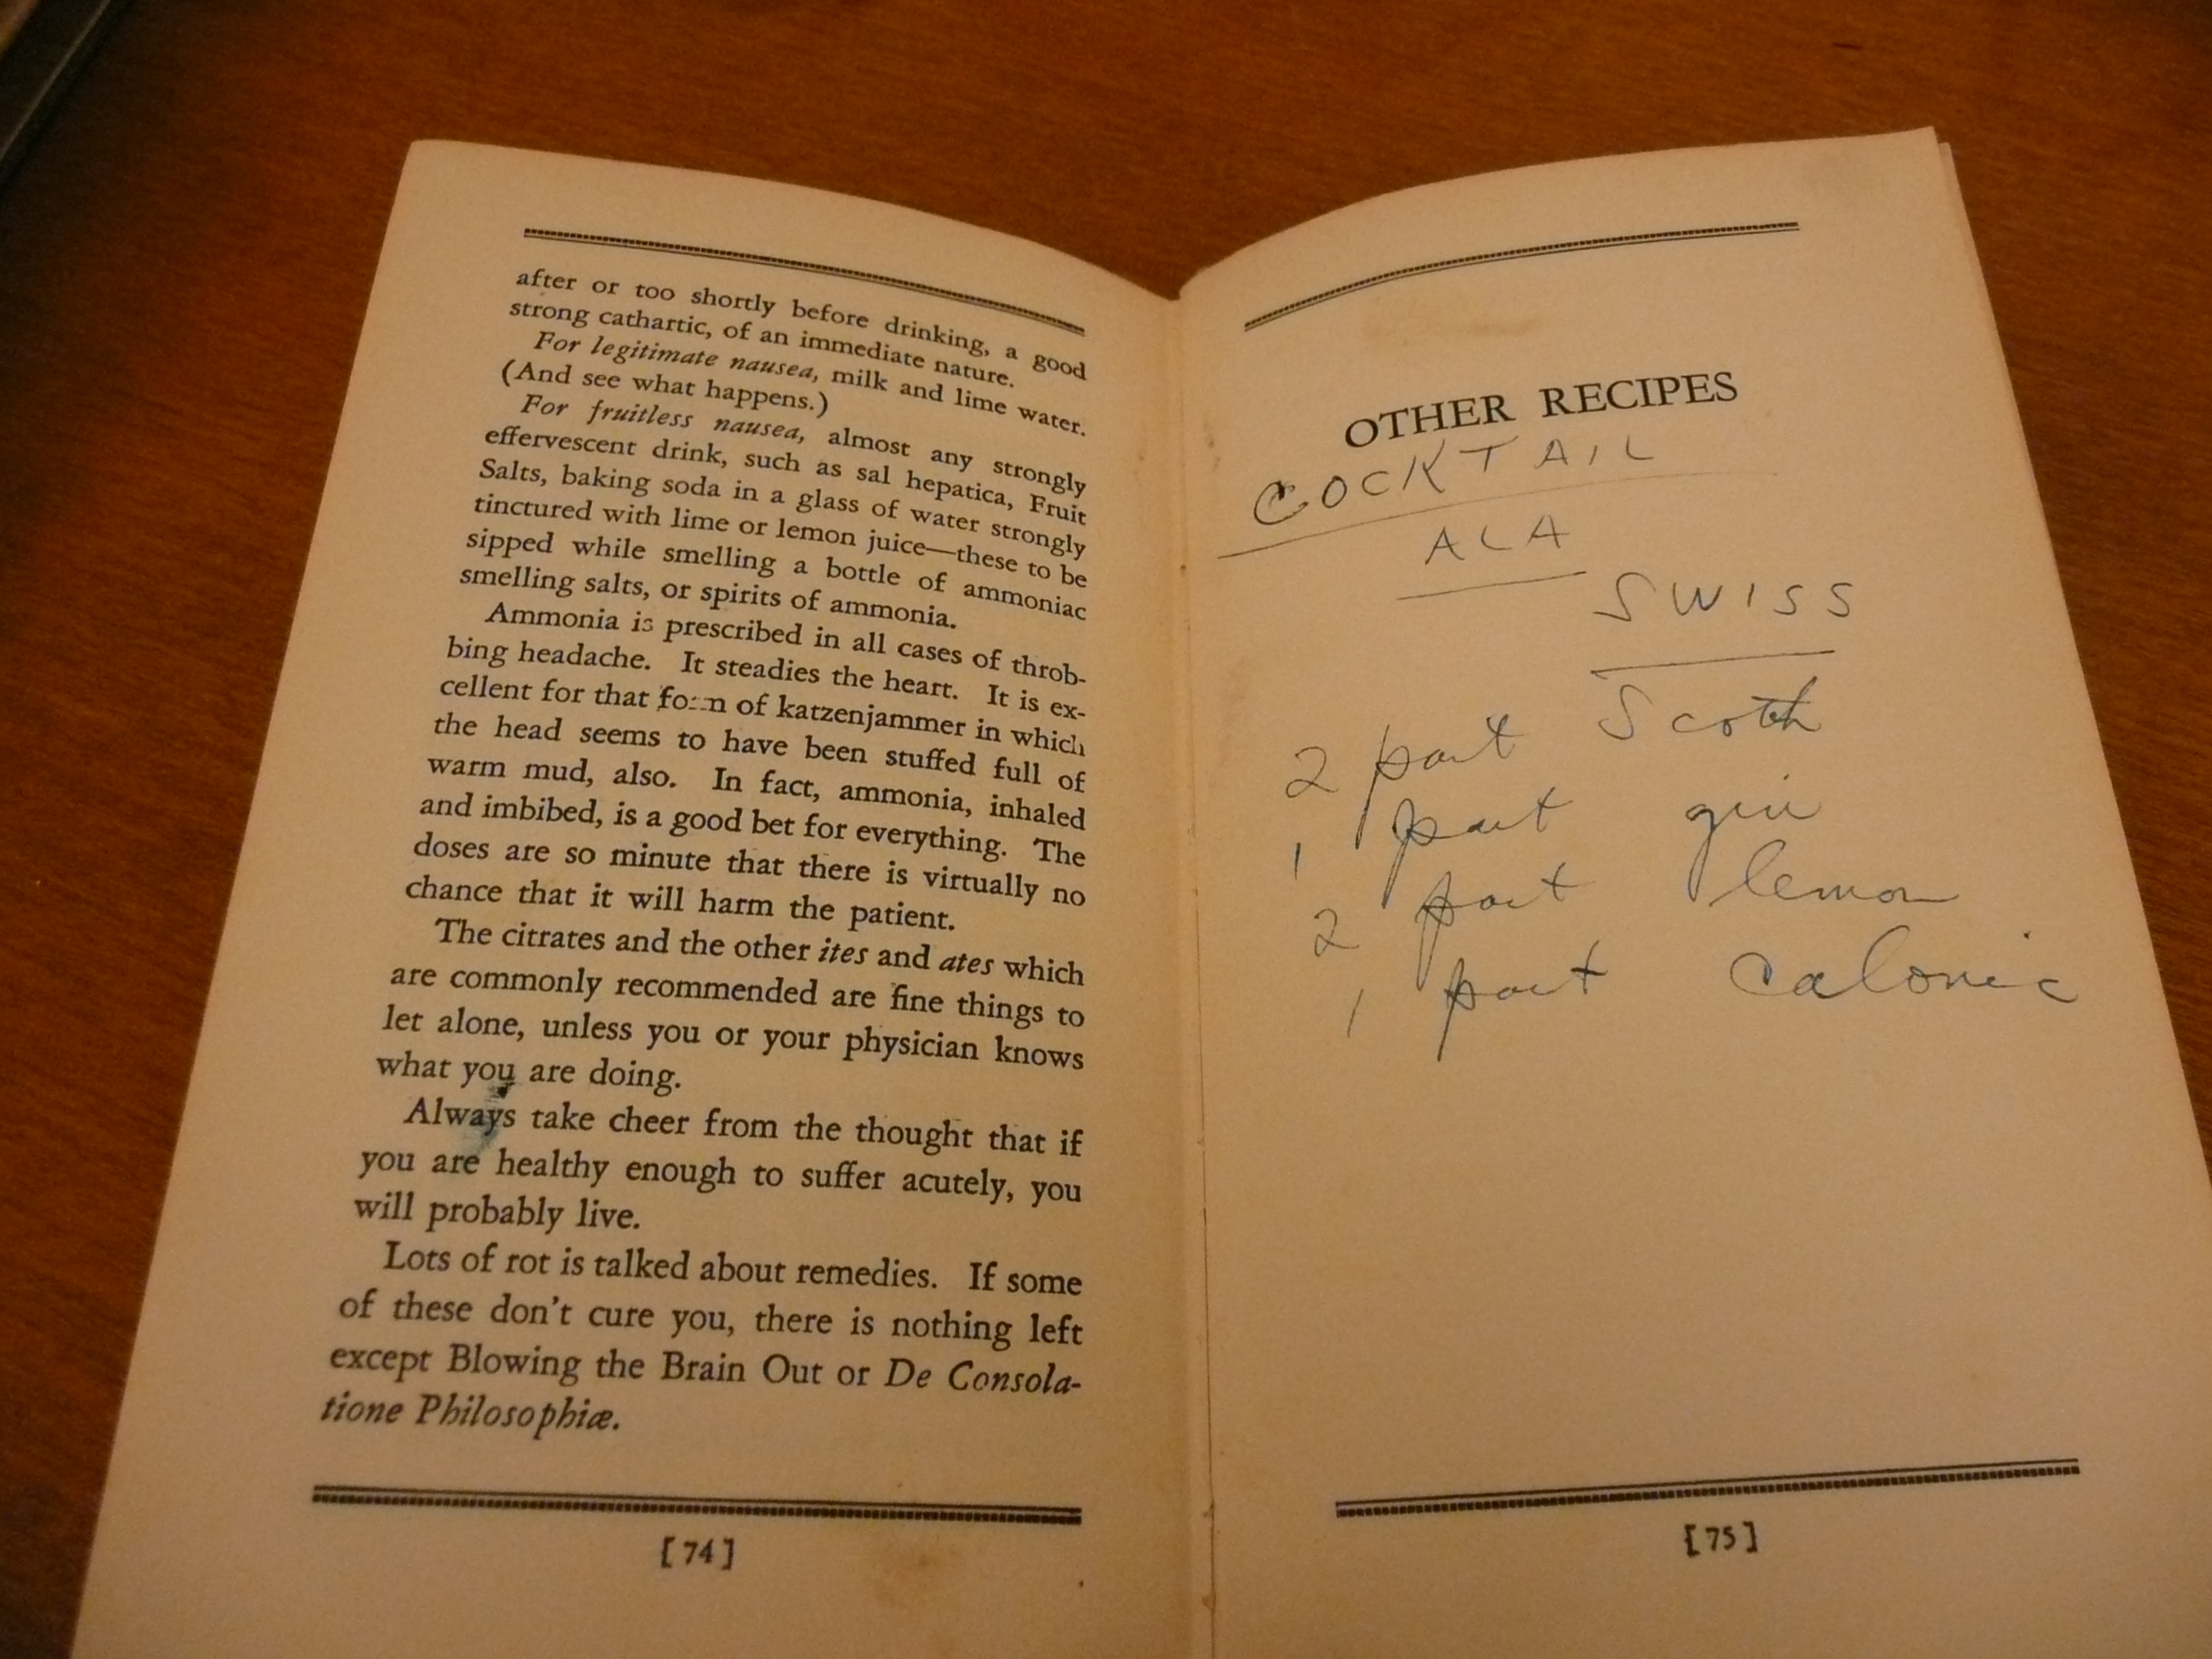 after or too shortly before drinking, a good
strong cathartic, of an immediate nature.
For legitimate nausea, milk and lime water.
(And see what happens.)
For fruitless nausea, almost any strongly
effervescent drink, such as sal hepatica, Fruit
Salts, baking soda in a glass of water strongly
tinctured with lime or lemon juice—these to be
sipped while smelling a bottle of ammoniac
smelling salts, or spirits of ammonia.
Ammonia is prescribed in all cases of throb-
bing headache. It steadies the heart. It is ex-
cellent for that form of katzenjammer in which
the head seems to have been stuffed full of
warm mud, also. In fact, ammonia, inhaled
and imbibed, is a good bet for everything. The
doses are so minute that there is virtually no
chance that it will harm the patient.
The citrates and the other ites and ates which
are commonly recommended are fine things to
let alone, unless you or your physician knows
what you are doing.
Always take cheer from the thought that if
you are healthy enough to suffer acutely, you
will probably live.
Lots of rot is talked about remedies. If some
of these don't cure you, there is nothing left
except Blowing the Brain Out or De Consola-
tione Philosophiæ.
[74]
OTHER RECIPES
COCKTAIL
ALA
SWISS
2 part Scoth
1 part gin
2 part lemon
1 part Caloric
[75]